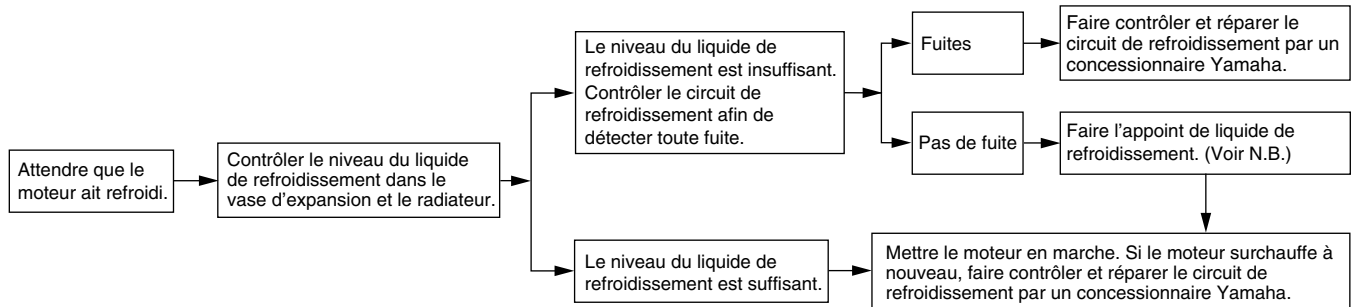 Attendre que le
moteur ait refroidi.
Contrôler le niveau du liquide
de refroidissement dans le
vase d'expansion et le radiateur.
Le niveau du liquide de
refroidissement est insuffisant.
Contrôler le circuit de
refroidissement afin de
détecter toute fuite.
Fuites
Faire contrôler et réparer le
circuit de refroidissement par un
concessionnaire Yamaha.
Pas de fuite
Faire l'appoint de liquide de
refroidissement. (Voir N.B.)
Le niveau du liquide de
refroidissement est suffisant.
Mettre le moteur en marche. Si le moteur surchauffe à
nouveau, faire contrôler et réparer le circuit de
refroidissement par un concessionnaire Yamaha.